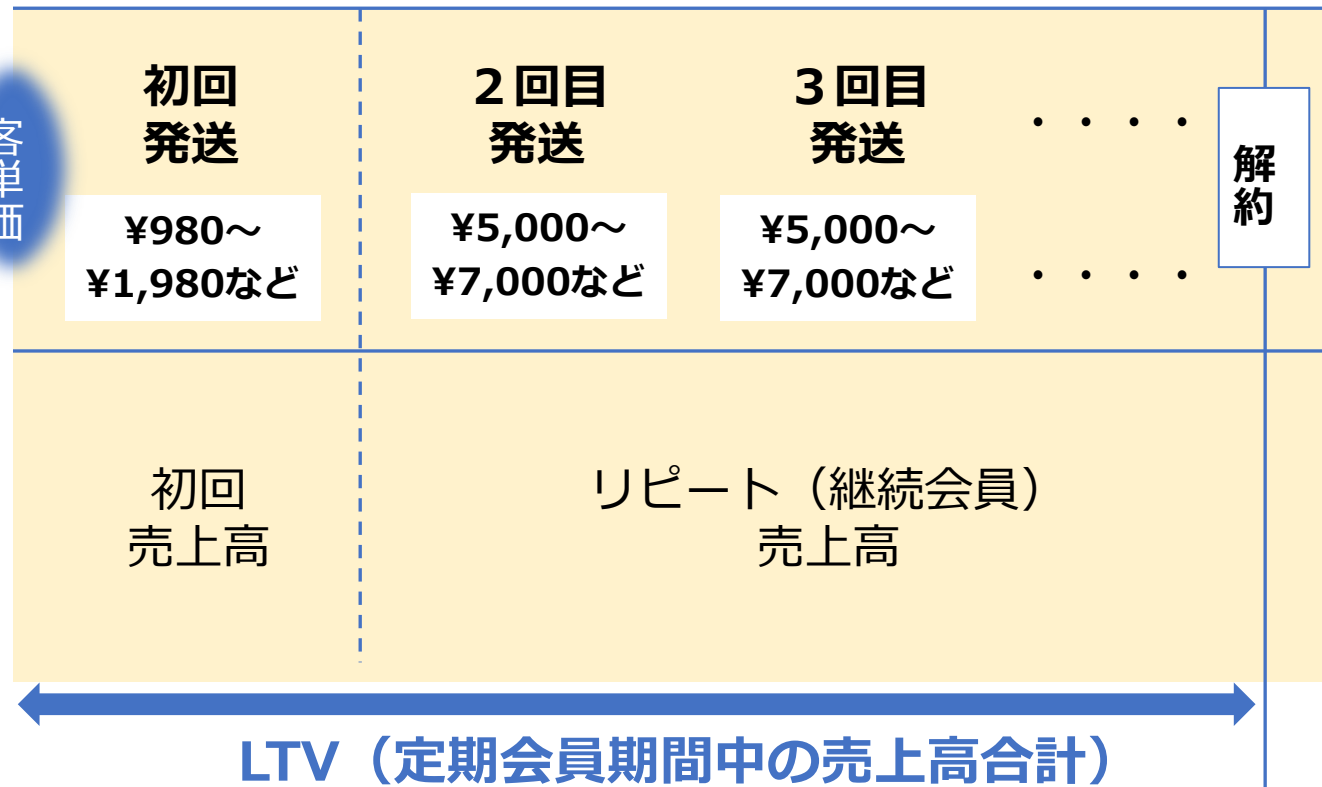 客単価
初回
発送
¥980～
¥1,980など
２回目
発送
¥5,000～
¥7,000など
３回目
発送
¥5,000～
¥7,000など
・・・・
・・・・
解約
初回
売上高
リピート（継続会員）
売上高
LTV（定期会員期間中の売上高合計）